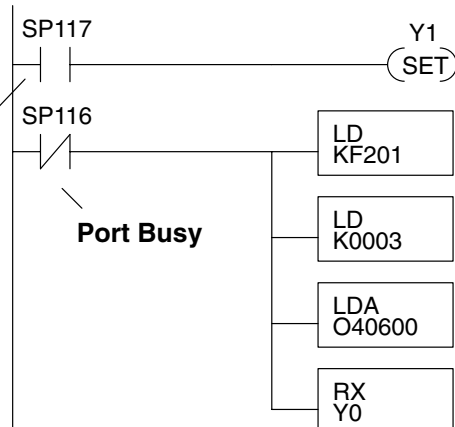 SP117
Y1
SET
SP116
LD
KF201
Port Busy
LD
K0003
LDA
O40600
RX
Y0